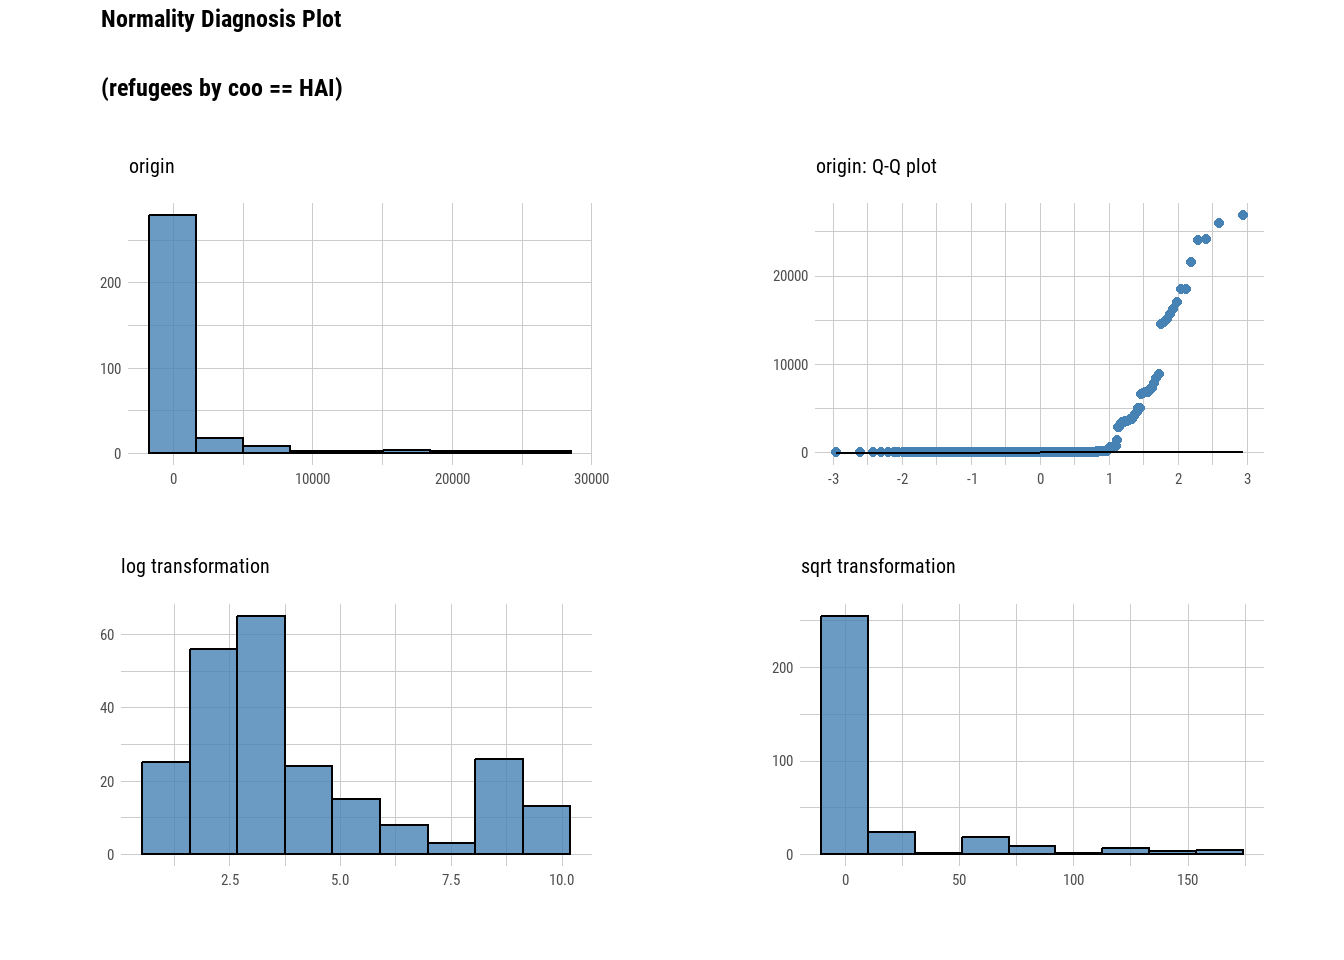 Normality Diagnosis Plot
(refugees by coo == HAI)
origin
origin: Q-Q plot
200
100
0
0 10000 20000 30000
20000
10000
0
-3 -2 -1 0 1 2 3
log transformation
sqrt transformation
60
40
20
0
2.5 5.0 7.5 10.0
200
100
0
0 50 100 150